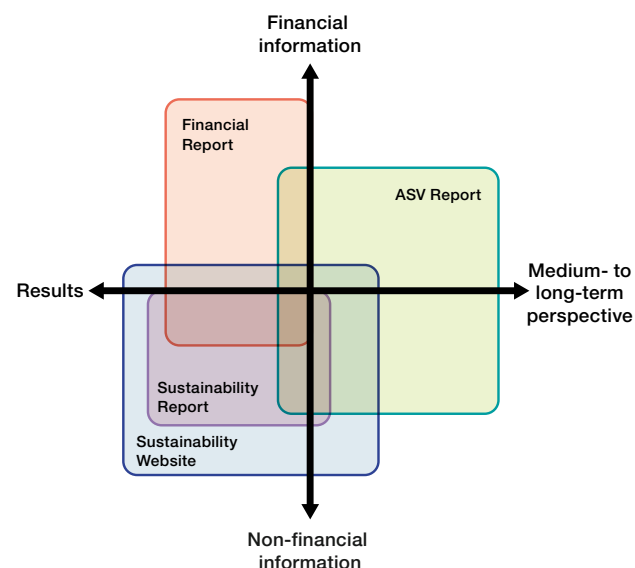 Financial
information
Financial
Report
ASV Report
Results
Medium- to
long-term
perspective
Sustainability
Report
Sustainability
Website
Non-financial
information